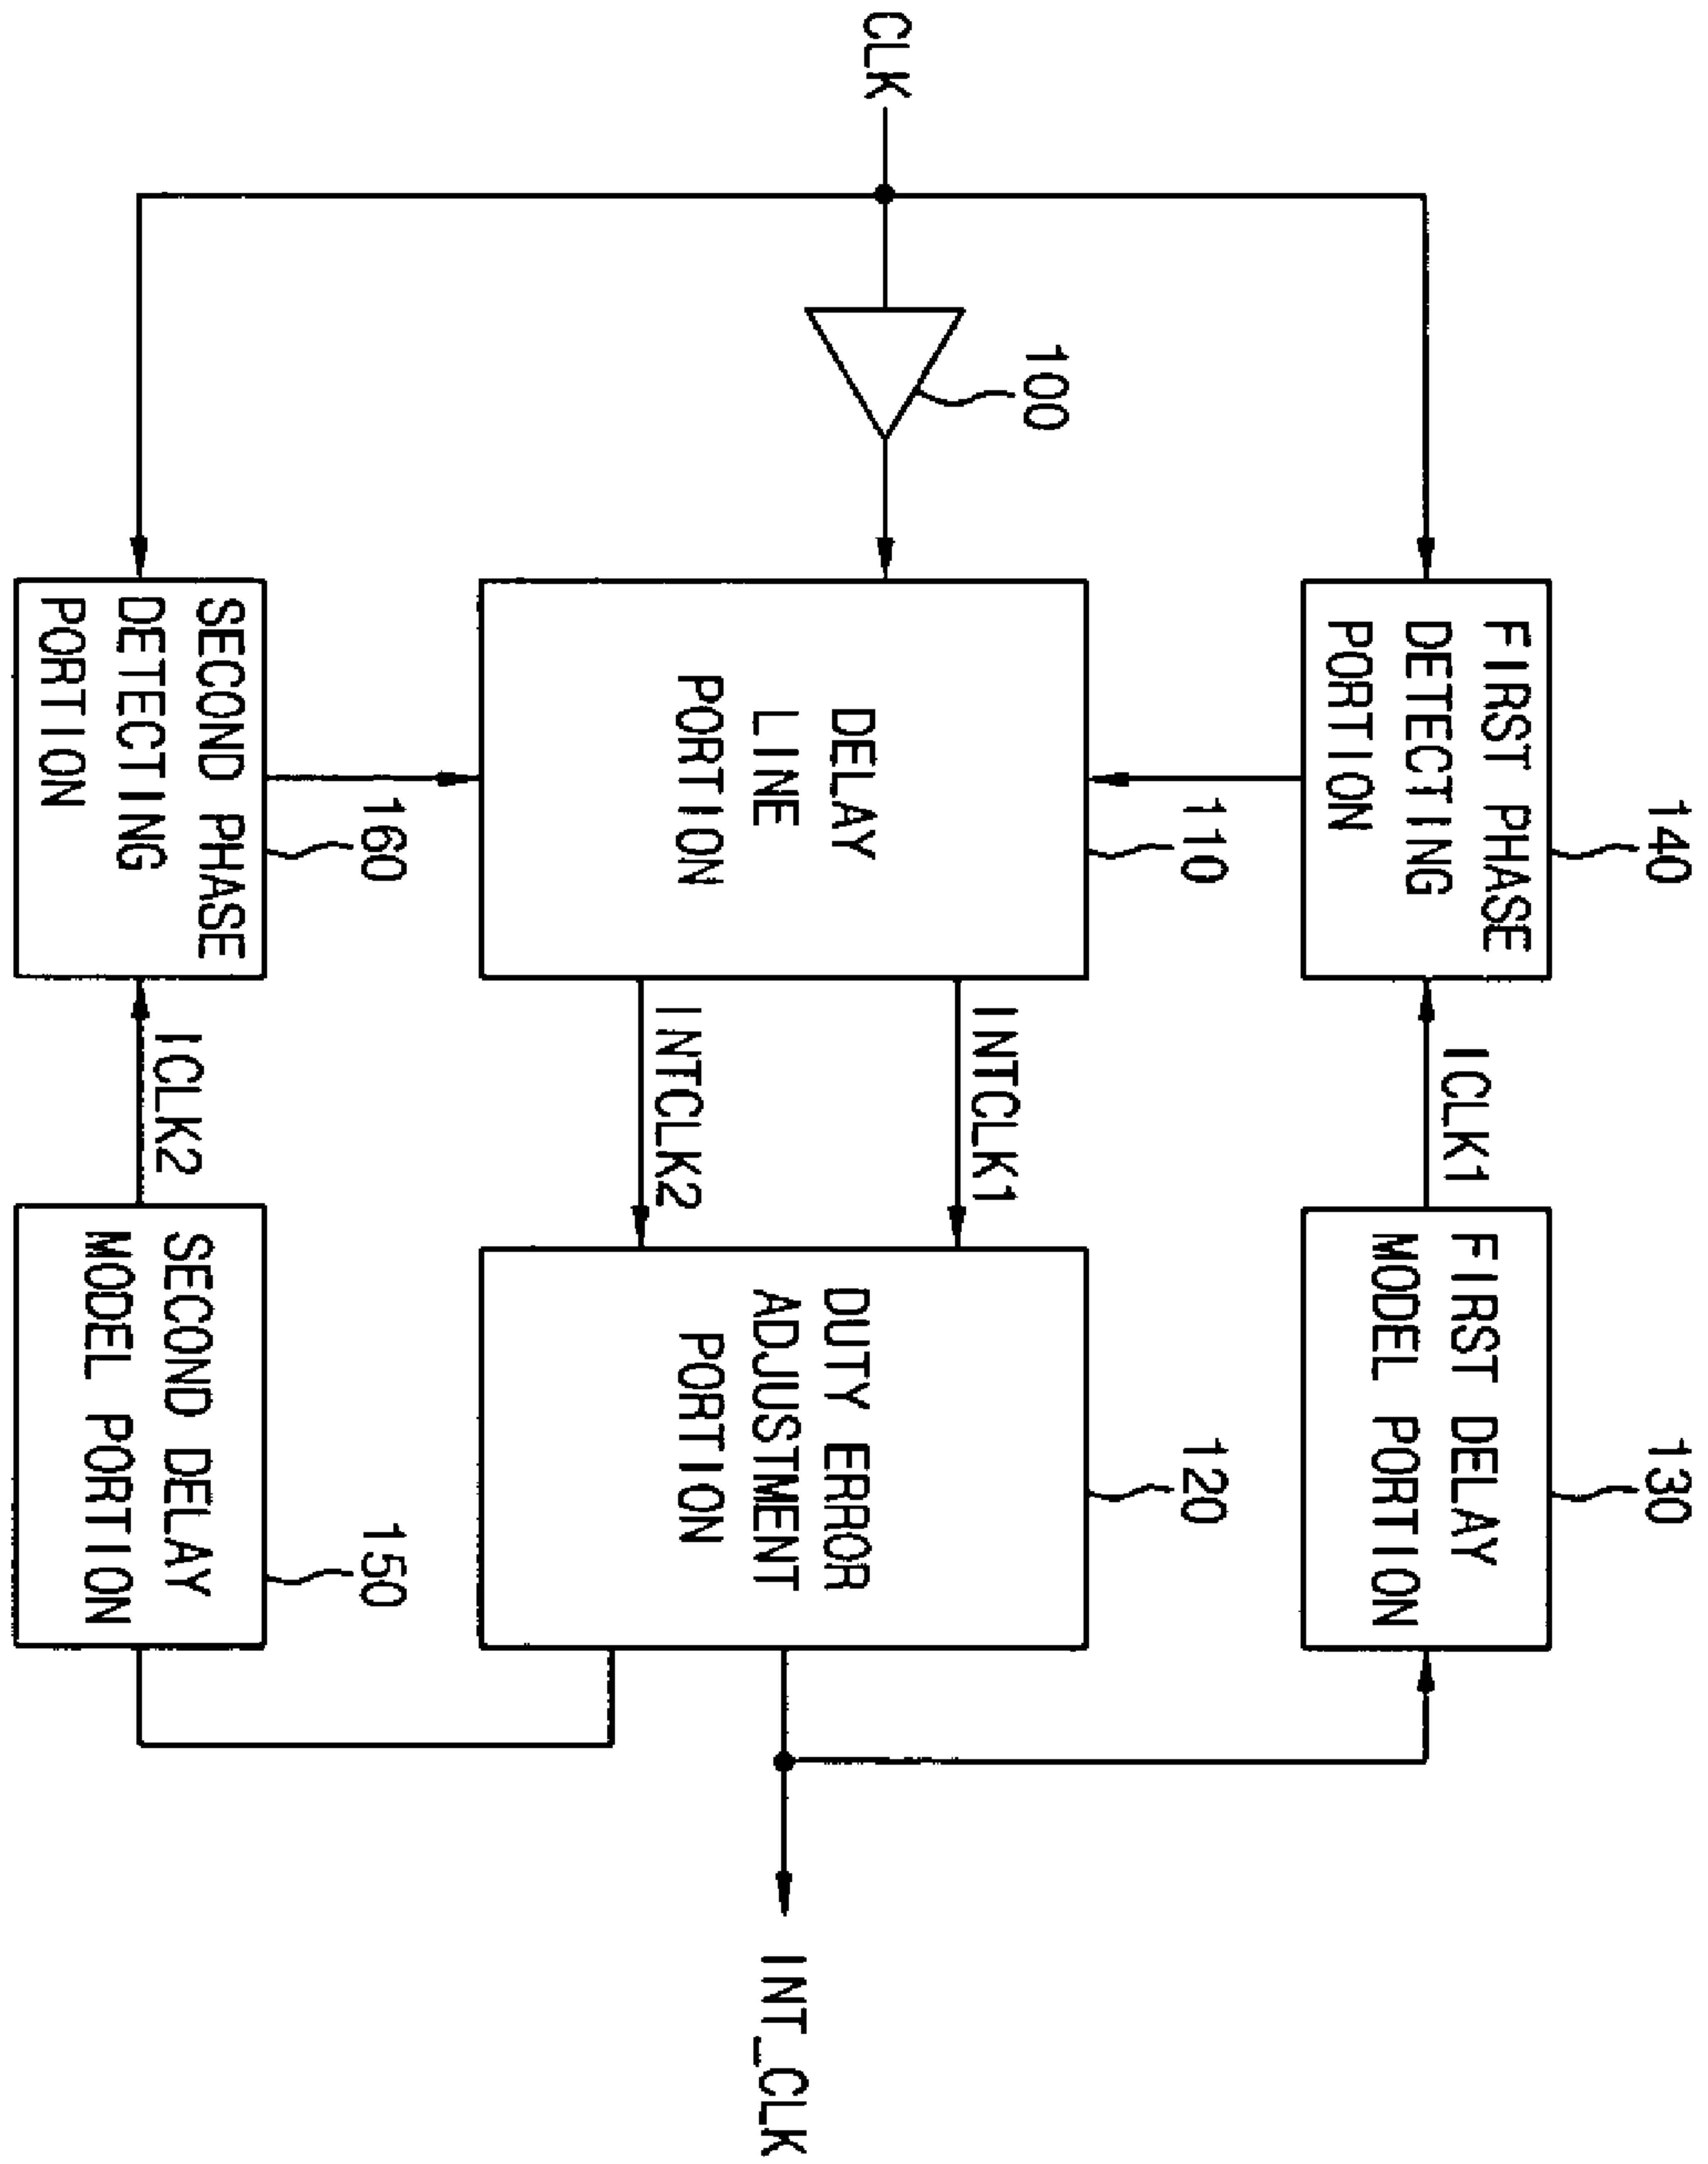 140
130
FIRST PHASE
DETECTING
PORTION
ICLK1
FIRST DELAY
MODEL PORTION
110
120
CLK
100
DELAY
LINE
PORTION
INTCLK1
INTCLK2
DUTY ERROR
ADJUSTMENT
PORTION
INT_CLK
160
150
SECOND PHASE
DETECTING
PORTION
ICLK2
SECOND DELAY
MODEL PORTION